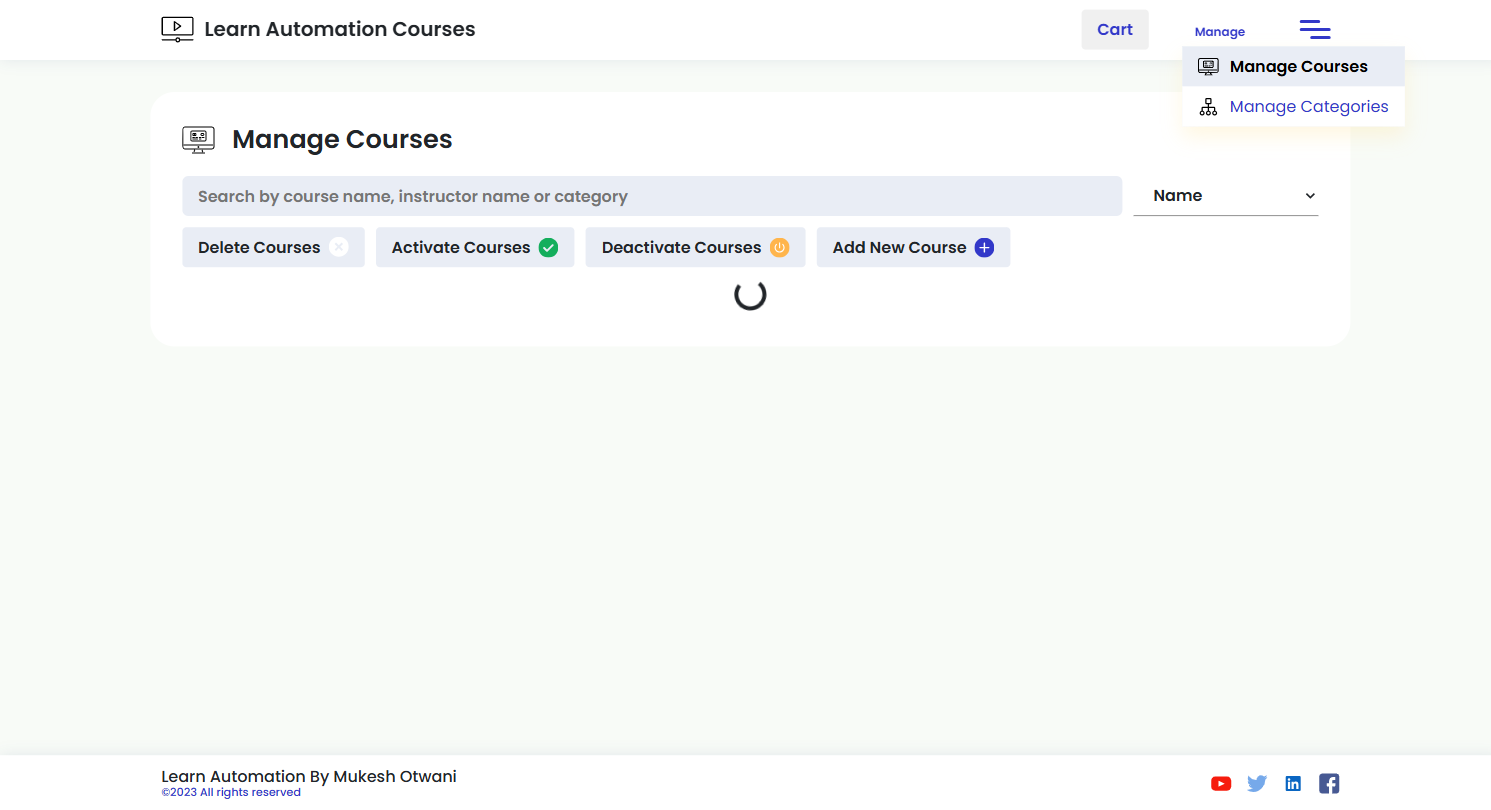 Learn Automation Courses
Cart
Manage
Manage Courses
Manage Categories
Manage Courses
Search by course name, instructor name or category
Name
Delete Courses
Activate Courses
Deactivate Courses
Add New Course
Learn Automation By Mukesh Otwani
©2023 All rights reserved